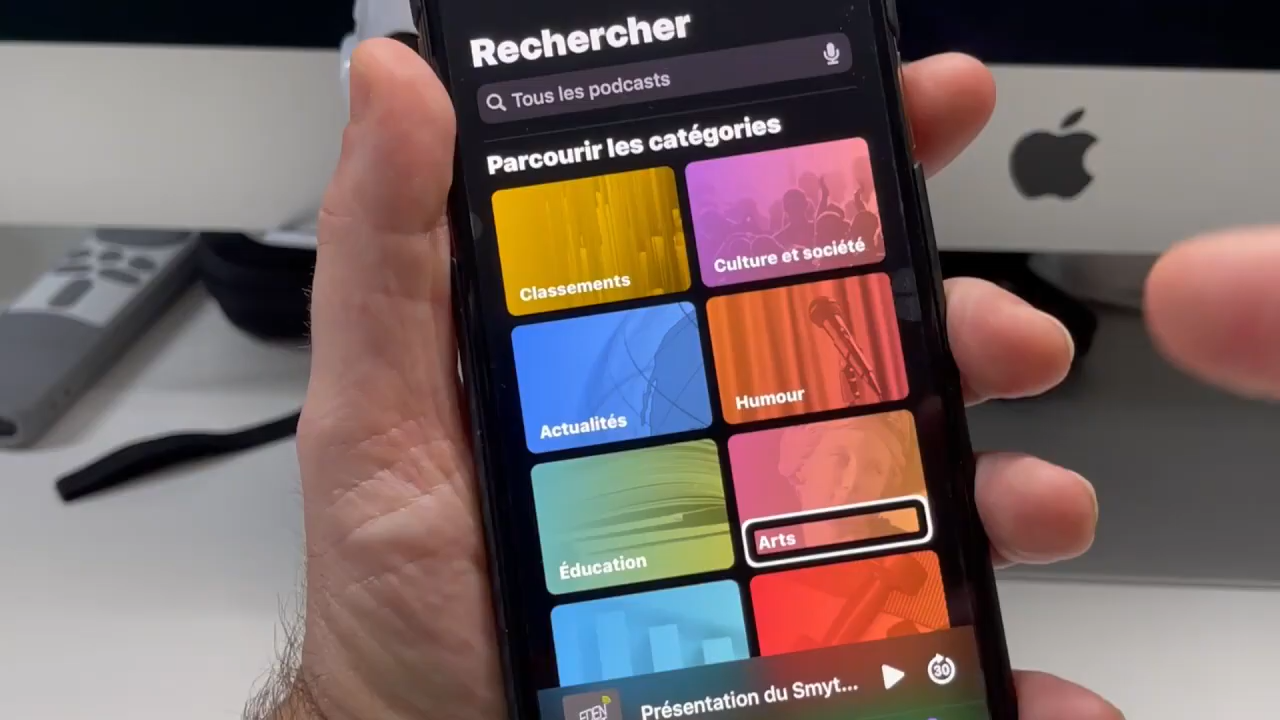 Rechercher
Tous les podcasts
Parcourir les catégories
Classements
Culture et société
Actualités
Humour
Éducation
Arts
EDEN
Présentation du Smyt...
30